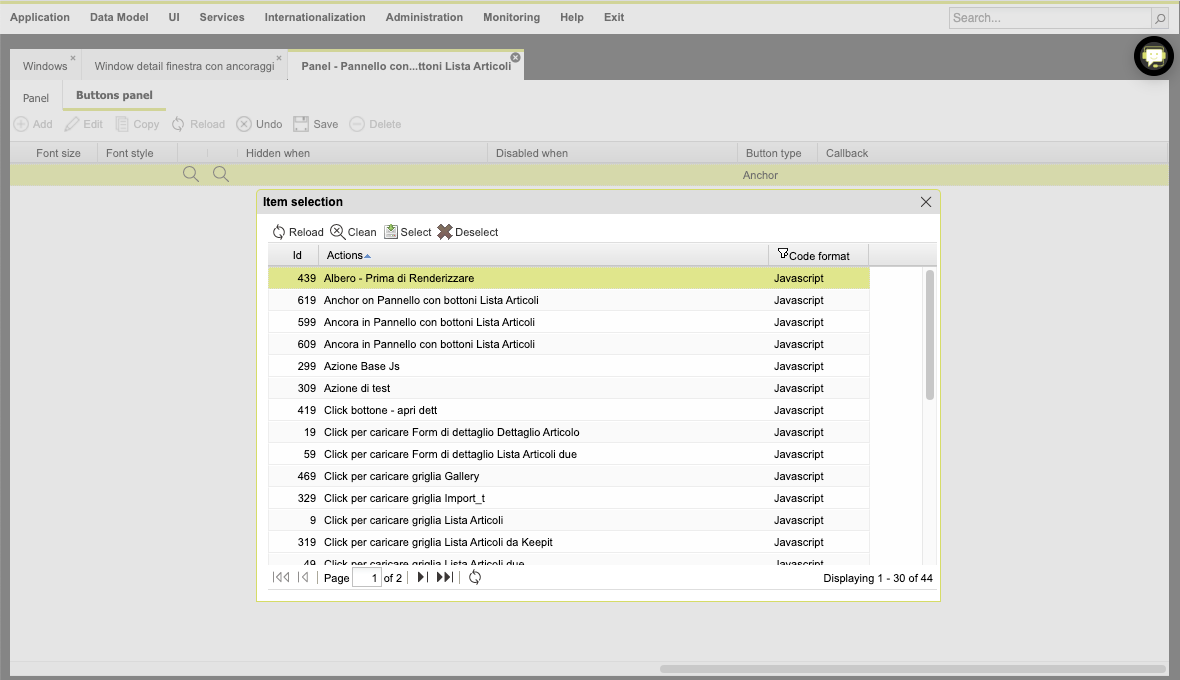 Application Data Model UI Services Internationalization Administration Monitoring Help Exit Search...
Windows Window detail finestra con ancoraggi Panel - Pannello con...ttoni Lista Articoli
Panel Buttons panel
Add Edit Copy Reload Undo Save Delete
Font size Font style Hidden when Disabled when Button type Callback
Anchor
Item selection
Reload Clean Select Deselect
Id Actions Code format
439 Albero - Prima di Renderizzare Javascript
619 Anchor on Pannello con bottoni Lista Articoli Javascript
599 Ancora in Pannello con bottoni Lista Articoli Javascript
609 Ancora in Pannello con bottoni Lista Articoli Javascript
299 Azione Base Js Javascript
309 Azione di test Javascript
419 Click bottone - apri dett Javascript
19 Click per caricare Form di dettaglio Dettaglio Articolo Javascript
59 Click per caricare Form di dettaglio Lista Articoli due Javascript
469 Click per caricare griglia Gallery Javascript
329 Click per caricare griglia Import_t Javascript
9 Click per caricare griglia Lista Articoli Javascript
319 Click per caricare griglia Lista Articoli da Keepit Javascript
49 Click per caricare griglia Lista Articoli due Javascript
Page 1 of 2 Displaying 1 - 30 of 44